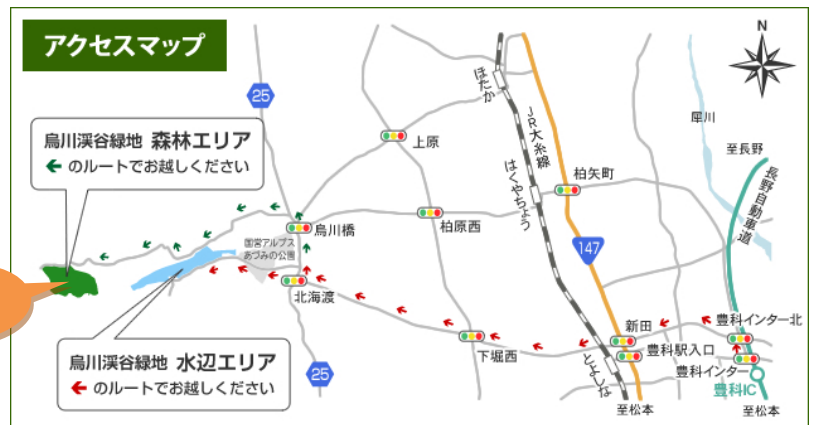 アクセスマップ
N
25
ほたか
JR大糸線
犀川
至長野
長野自動車道
烏川渓谷緑地 森林エリア
← のルートでお越しください
上原
はくやちょう
柏矢町
柏原西
烏川橋
国営アルプス
あづみの公園
147
北海渡
新田
豊科インター北
烏川渓谷緑地 水辺エリア
← のルートでお越しください
25
下堀西
とよしな
豊科駅入口
豊科インター
豊科IC
至松本
至松本